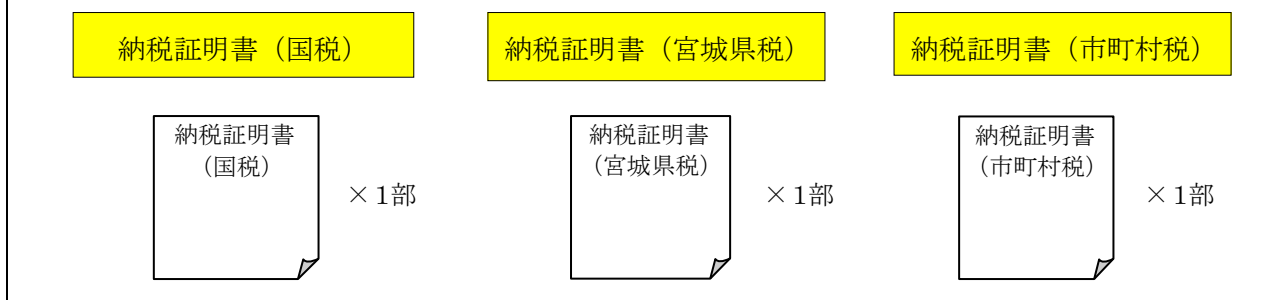 納税証明書（国税）
納税証明書（宮城県税）
納税証明書（市町村税）
納税証明書
（国税）
×１部
納税証明書
（宮城県税）
×１部
納税証明書
（市町村税）
×１部